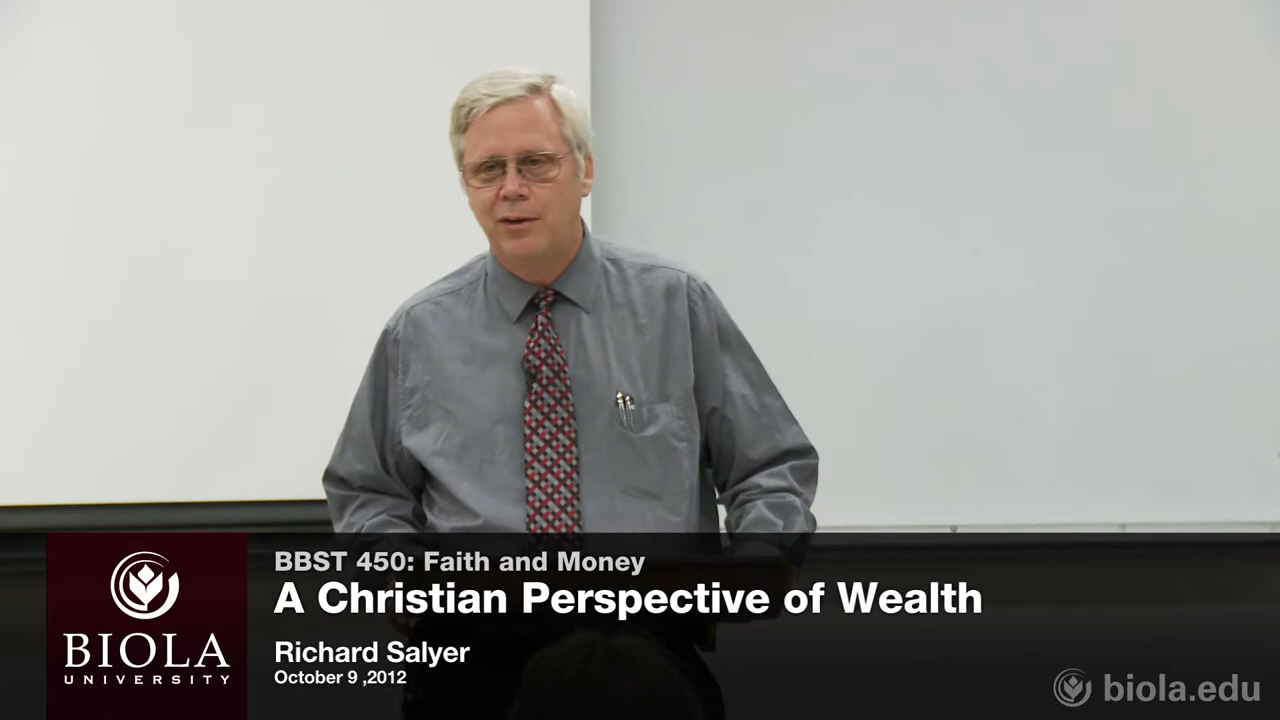 BBST 450: Faith and Money
A Christian Perspective of Wealth
BIOLA
UNIVERSITY
Richard Salyer
October 9 ,2012
biola.edu